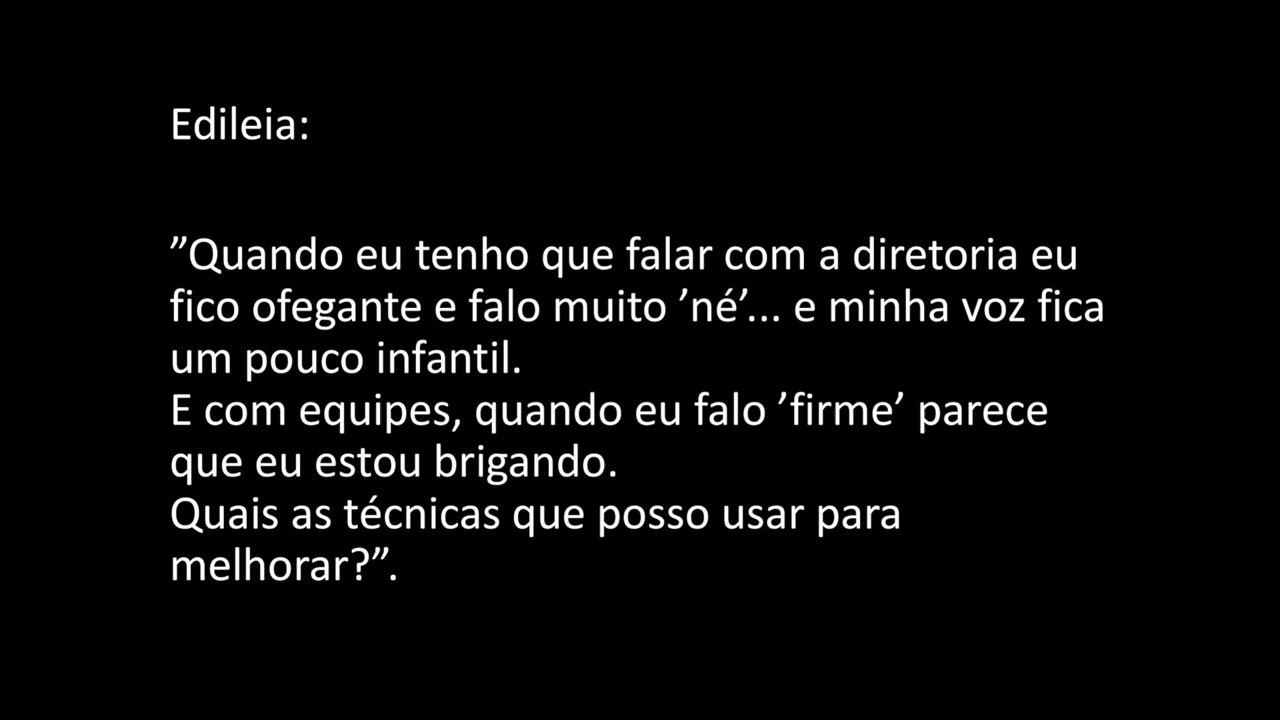 Edileia:
”Quando eu tenho que falar com a diretoria eu
fico ofegante e falo muito ’né’... e minha voz fica
um pouco infantil.
E com equipes, quando eu falo ’firme’ parece
que eu estou brigando.
Quais as técnicas que posso usar para
melhorar?”.